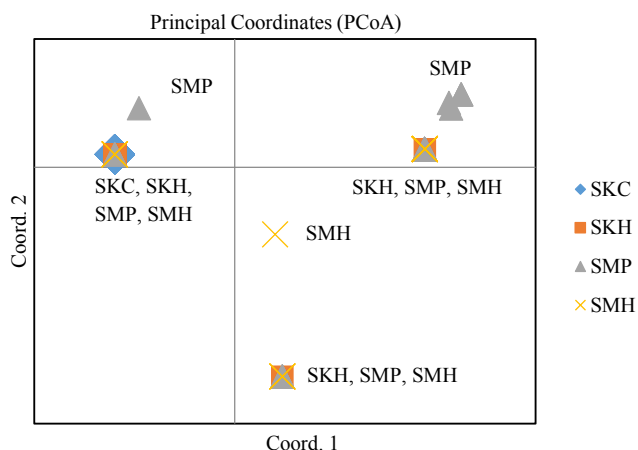 Principal Coordinates (PCoA)
SMP
SMP
SKC, SKH,
SMP, SMH
SKH, SMP, SMH
SMH
SKH, SMP, SMH
Coord. 2
Coord. 1
SKC
SKH
SMP
SMH